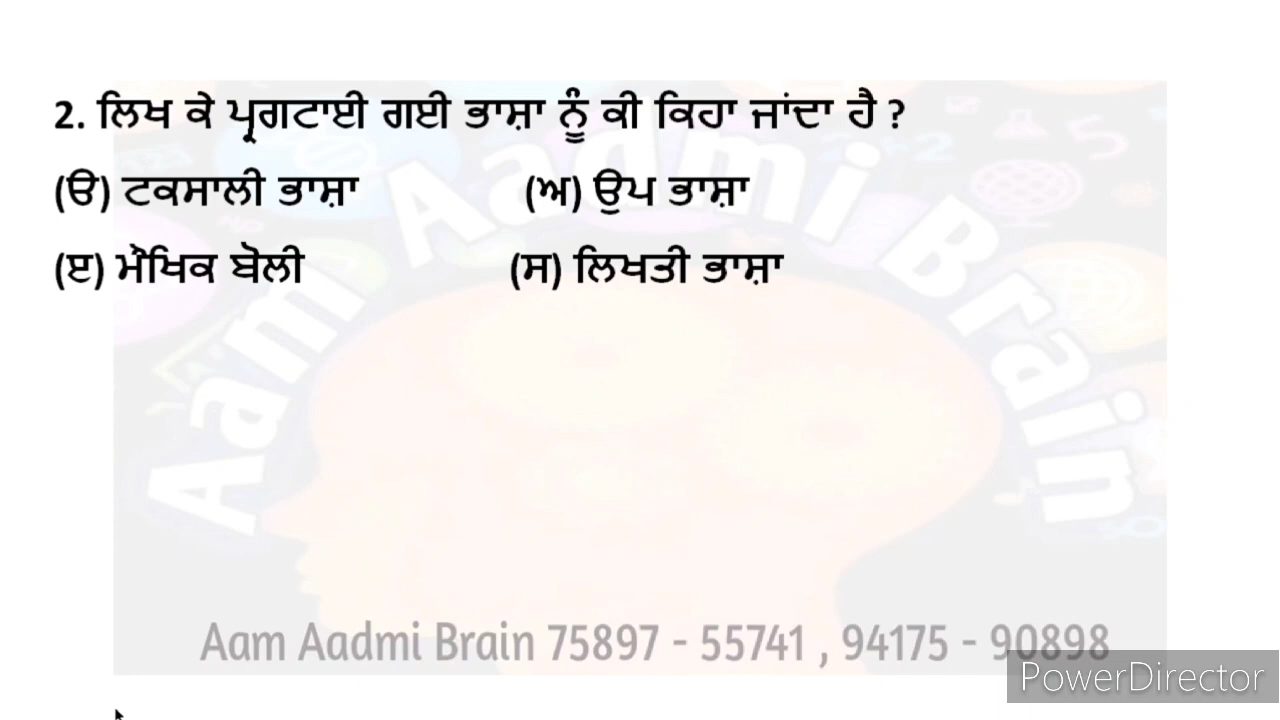 2. ਲਿਖ ਕੇ ਪ੍ਰਗਟਾਈ ਗਈ ਭਾਸ਼ਾ ਨੂੰ ਕੀ ਕਿਹਾ ਜਾਂਦਾ ਹੈ ?
(ੳ) ਟਕਸਾਲੀ ਭਾਸ਼ਾ (ਅ) ਉਪ ਭਾਸ਼ਾ
(ੲ) ਮੌਖਿਕ ਬੋਲੀ (ਸ) ਲਿਖਤੀ ਭਾਸ਼ਾ
Aam Aadmi Brain
Aam Aadmi Brain 75897 - 55741 , 94175 - 90898
PowerDirector